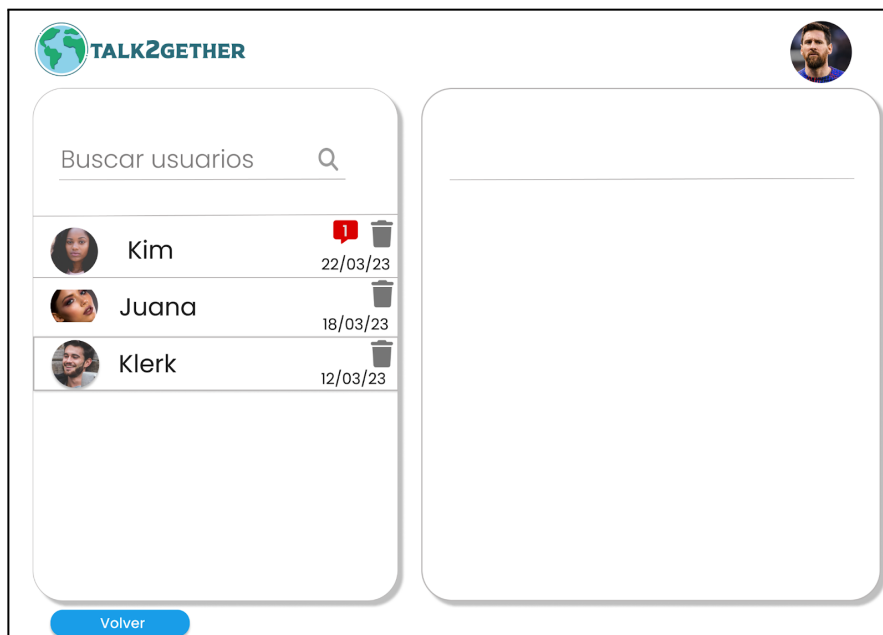 TALK2GETHER
Buscar usuarios
1
Kim
22/03/23
Juana
18/03/23
Klerk
12/03/23
Volver